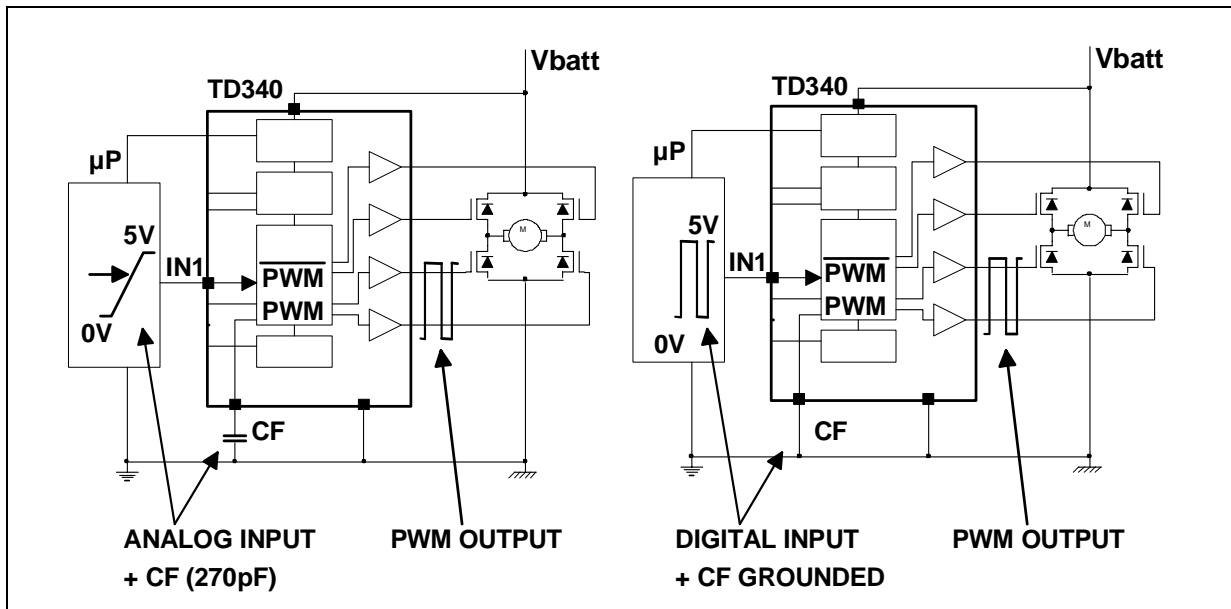 Vbatt
TD340
µP
5V
IN1
PWM
PWM
0V
M
CF
ANALOG INPUT
+ CF (270pF)
PWM OUTPUT
Vbatt
TD340
µP
5V
IN1
PWM
PWM
0V
M
CF
DIGITAL INPUT
+ CF GROUNDED
PWM OUTPUT